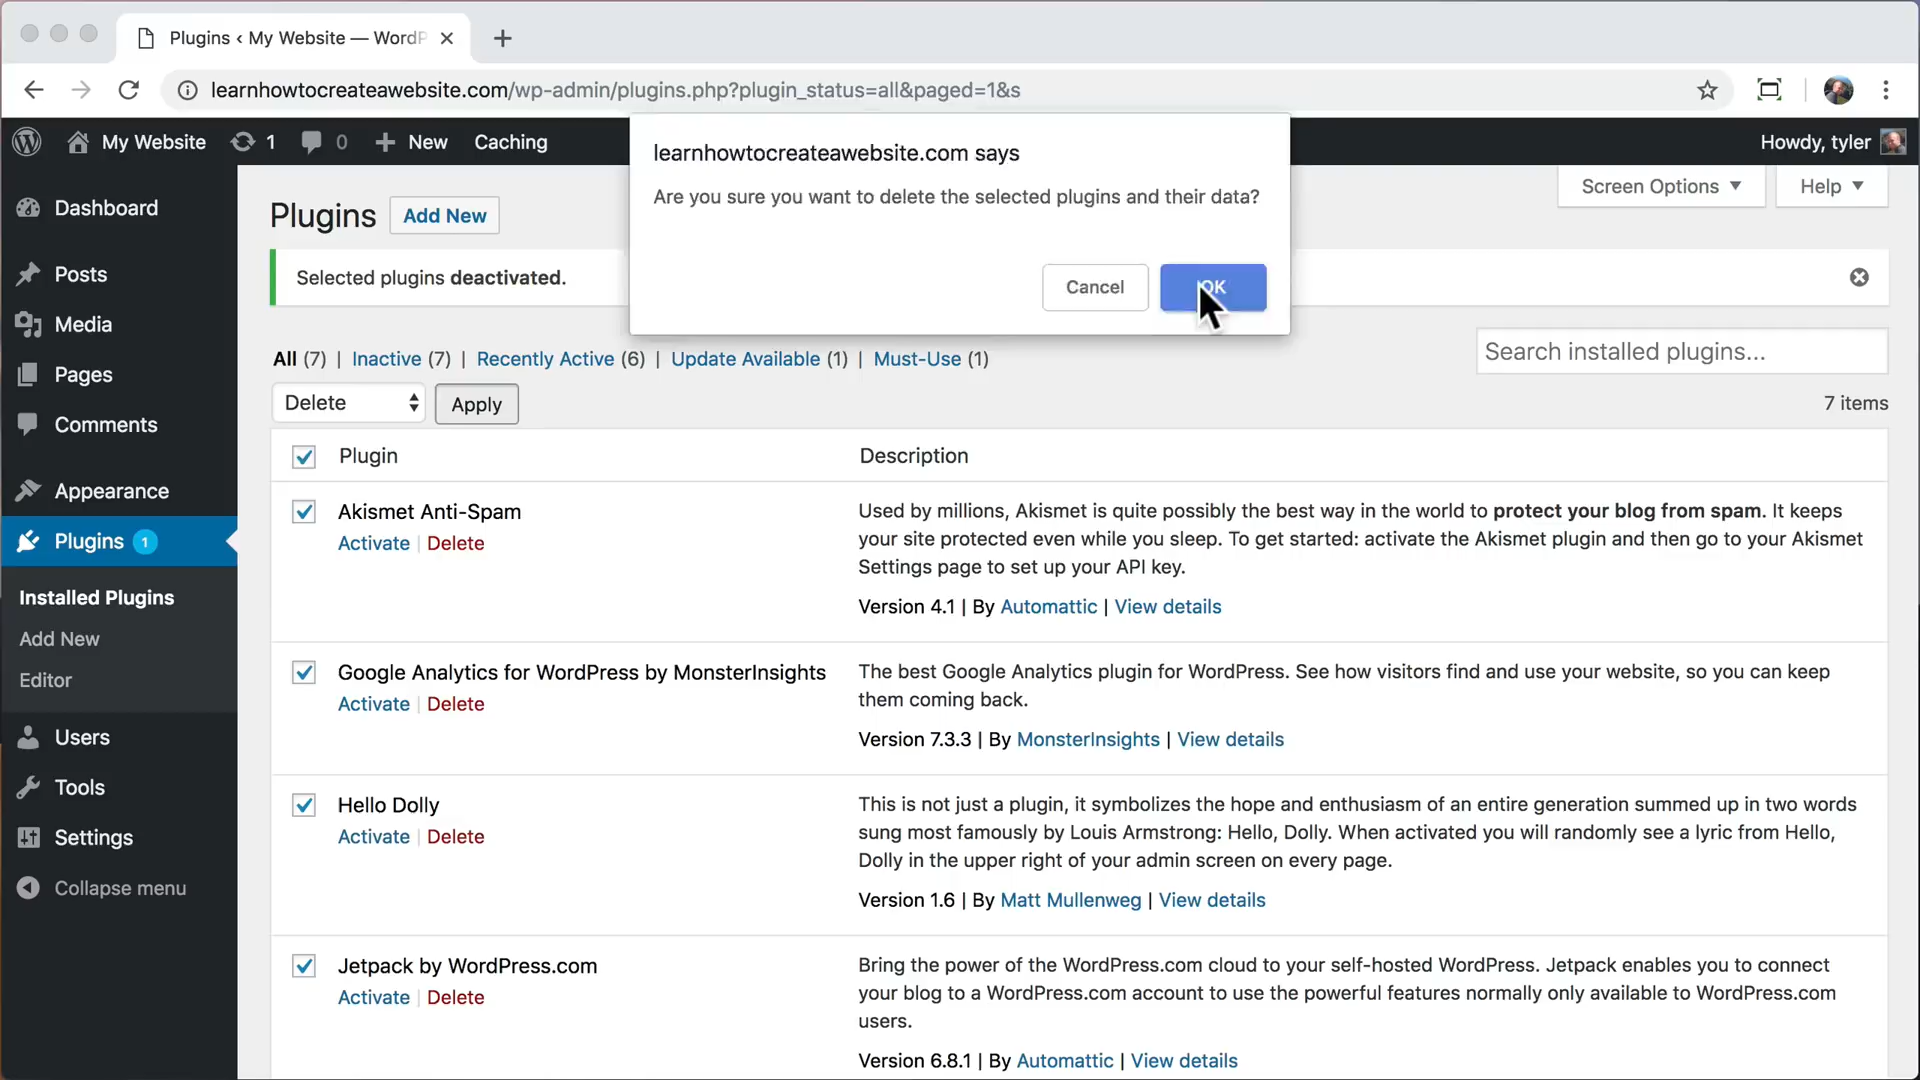 Plugins ‹ My Website — WordP
learnhowtocreateawebsite.com/wp-admin/plugins.php?plugin_status=all&paged=1&s
My Website 1 0 New Caching Howdy, tyler
learnhowtocreateawebsite.com says
Are you sure you want to delete the selected plugins and their data?
Cancel OK
Dashboard
Posts
Media
Pages
Comments
Appearance
Plugins 1
Installed Plugins
Add New
Editor
Users
Tools
Settings
Collapse menu
Screen Options Help
Plugins Add New
Selected plugins deactivated.
All (7) | Inactive (7) | Recently Active (6) | Update Available (1) | Must-Use (1)
Search installed plugins...
Delete Apply 7 items
Plugin Description
Akismet Anti-Spam
Activate | Delete
Used by millions, Akismet is quite possibly the best way in the world to protect your blog from spam. It keeps
your site protected even while you sleep. To get started: activate the Akismet plugin and then go to your Akismet
Settings page to set up your API key.
Version 4.1 | By Automattic | View details
Google Analytics for WordPress by MonsterInsights
Activate | Delete
The best Google Analytics plugin for WordPress. See how visitors find and use your website, so you can keep
them coming back.
Version 7.3.3 | By MonsterInsights | View details
Hello Dolly
Activate | Delete
This is not just a plugin, it symbolizes the hope and enthusiasm of an entire generation summed up in two words
sung most famously by Louis Armstrong: Hello, Dolly. When activated you will randomly see a lyric from Hello,
Dolly in the upper right of your admin screen on every page.
Version 1.6 | By Matt Mullenweg | View details
Jetpack by WordPress.com
Activate | Delete
Bring the power of the WordPress.com cloud to your self-hosted WordPress. Jetpack enables you to connect
your blog to a WordPress.com account to use the powerful features normally only available to WordPress.com
users.
Version 6.8.1 | By Automattic | View details